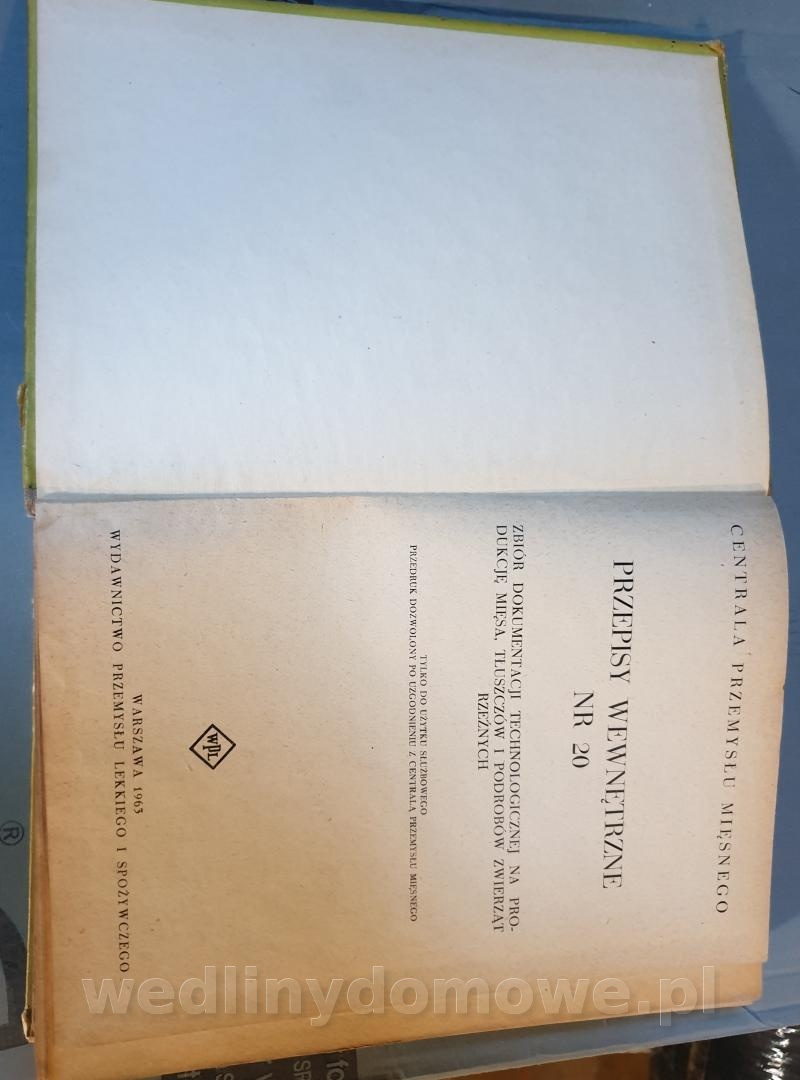 CENTRALA PRZEMYSŁU MIĘSNEGO
PRZEPISY WEWNĘTRZNE
NR 20
ZBIÓR DOKUMENTACJI TECHNOLOGICZNEJ NA PRO-
DUKCJĘ MIĘSA, TŁUSZCZÓW I PODROBÓW ZWIERZĄT
RZEŹNYCH
TYLKO DO UŻYTKU SŁUŻBOWEGO
PRZEDRUK DOZWOLONY PO UZGODNIENIU Z CENTRALĄ PRZEMYSŁU MIĘSNEGO
WPL
WARSZAWA 1963
WYDAWNICTWO PRZEMYSŁU LEKKIEGO I SPOŻYWCZEGO
wedlinydomowe.pl
®